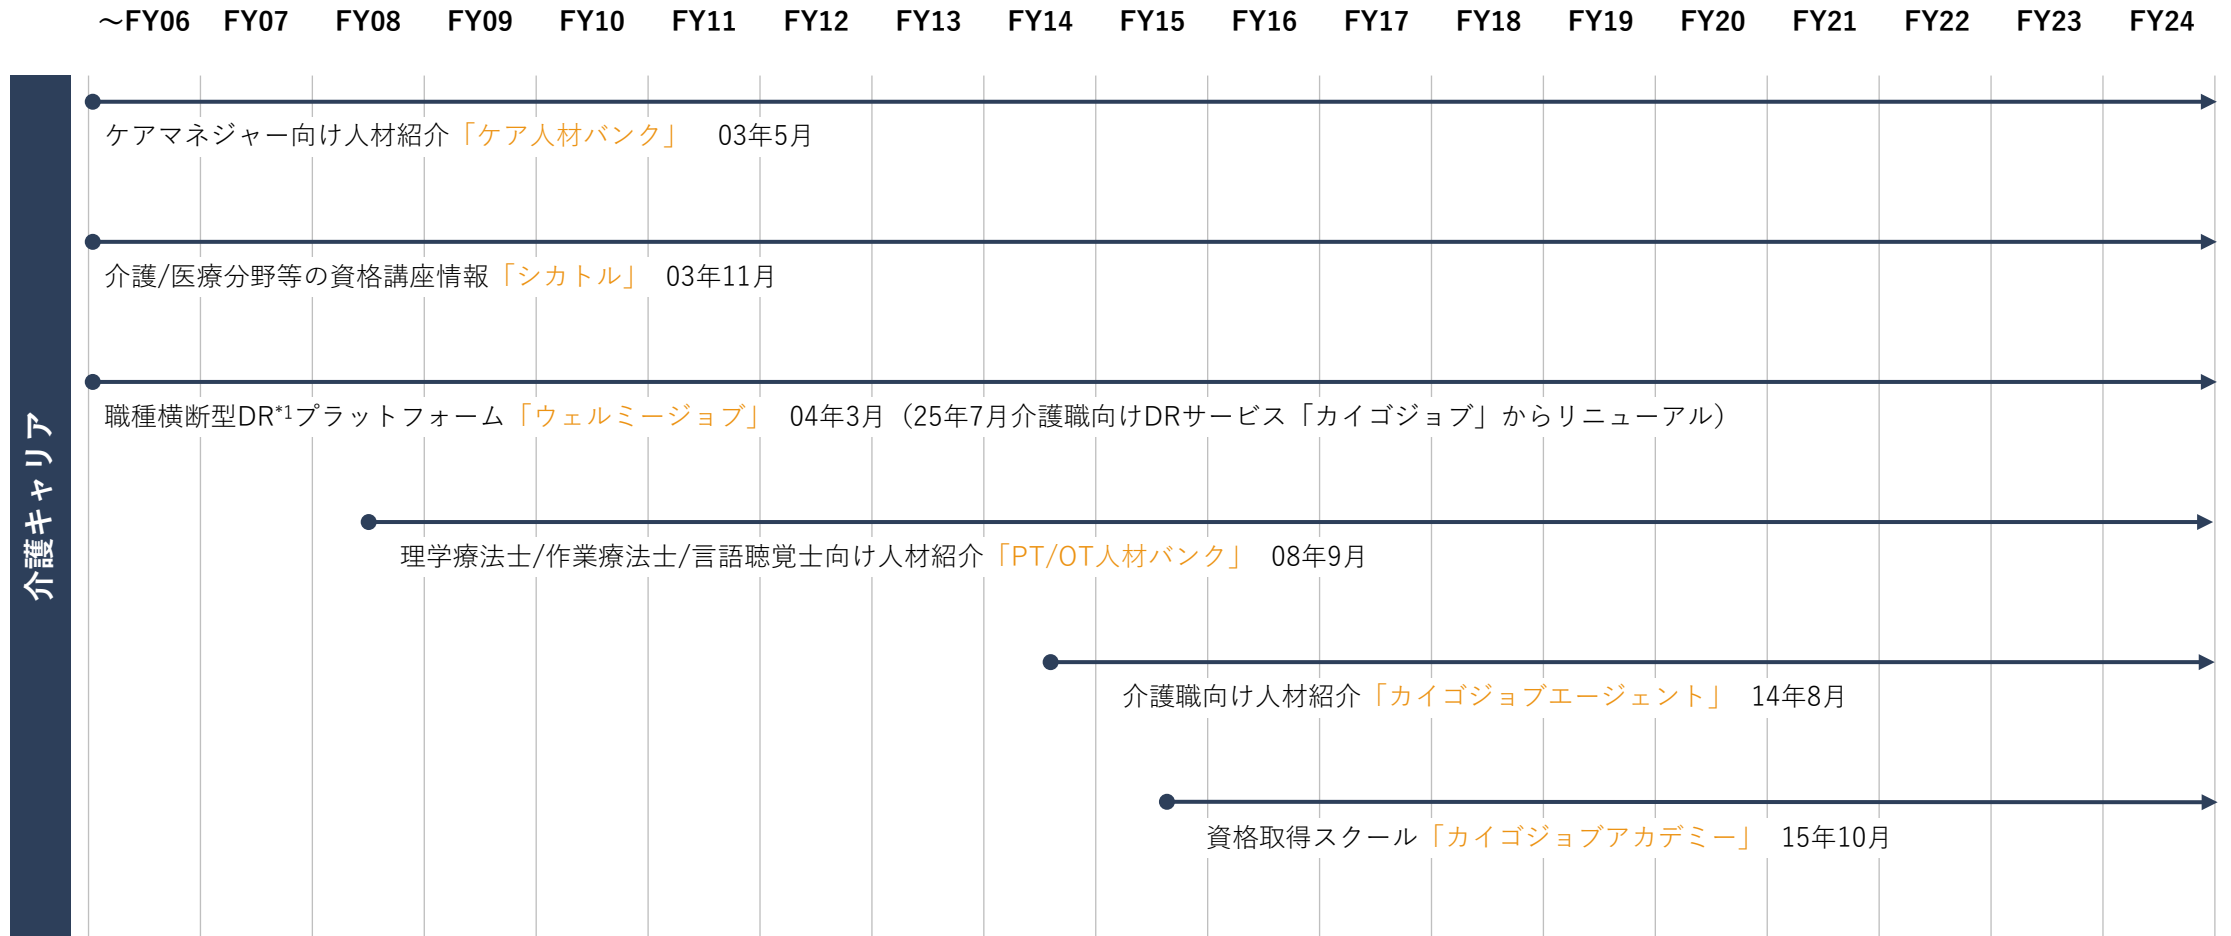 ～FY06 FY07 FY08 FY09 FY10 FY11 FY12 FY13 FY14 FY15 FY16 FY17 FY18 FY19 FY20 FY21 FY22 FY23 FY24
介護キャリア
ケアマネジャー向け人材紹介「ケア人材バンク」 03年5月
介護/医療分野等の資格講座情報「シカトル」 03年11月
職種横断型DR*1プラットフォーム「ウェルミージョブ」 04年3月（25年7月介護職向けDRサービス「カイゴジョブ」からリニューアル）
理学療法士/作業療法士/言語聴覚士向け人材紹介「PT/OT人材バンク」 08年9月
介護職向け人材紹介「カイゴジョブエージェント」 14年8月
資格取得スクール「カイゴジョブアカデミー」 15年10月